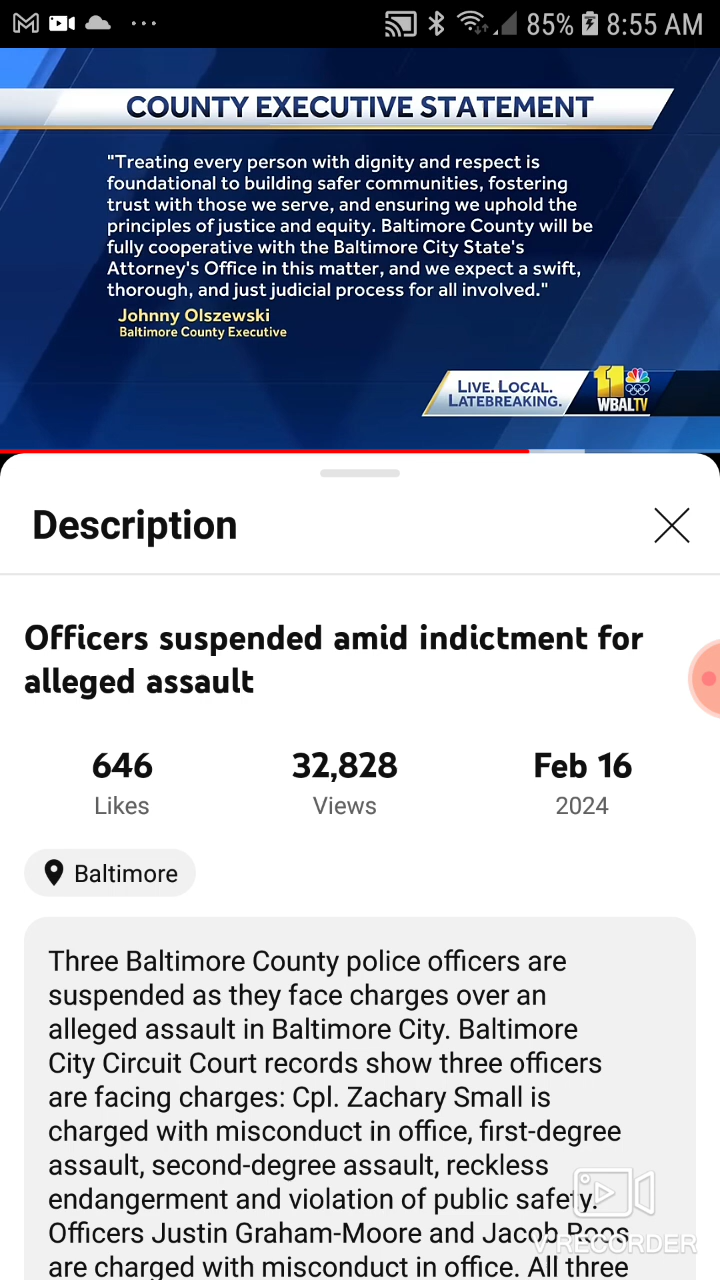 85% 8:55 AM
COUNTY EXECUTIVE STATEMENT
"Treating every person with dignity and respect is
foundational to building safer communities, fostering
trust with those we serve, and ensuring we uphold the
principles of justice and equity. Baltimore County will be
fully cooperative with the Baltimore City State's
Attorney's Office in this matter, and we expect a swift,
thorough, and just judicial process for all involved."
Johnny Olszewski
Baltimore County Executive
LIVE. LOCAL.
LATEBREAKING.
11
WBALTV
Description
Officers suspended amid indictment for
alleged assault
646 32,828 Feb 16
Likes Views 2024
Baltimore
Three Baltimore County police officers are
suspended as they face charges over an
alleged assault in Baltimore City. Baltimore
City Circuit Court records show three officers
are facing charges: Cpl. Zachary Small is
charged with misconduct in office, first-degree
assault, second-degree assault, reckless
endangerment and violation of public safety.
Officers Justin Graham-Moore and Jacob Roos
V RECORDER
are charged with misconduct in office. All three